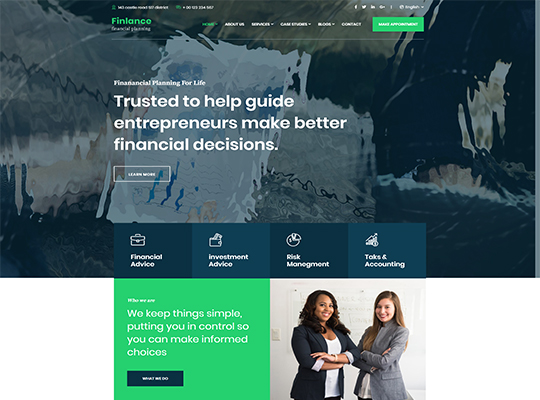 143 castle road 517 district
+ 00 123 234 567
English
Finlance
financial planning
HOME
ABOUT US
SERVICES
CASE STUDIES
BLOGS
CONTACT
MAKE APPOINTMENT
Finanancial Planning For Life
Trusted to help guide
entrepreneurs make better
financial decisions.
LEARN MORE
Financial
Advice
investment
Advice
Risk
Manegment
Taks &
Accounting
Who we are
We keep things simple,
putting you in control so
you can make informed
choices
WHAT WE DO